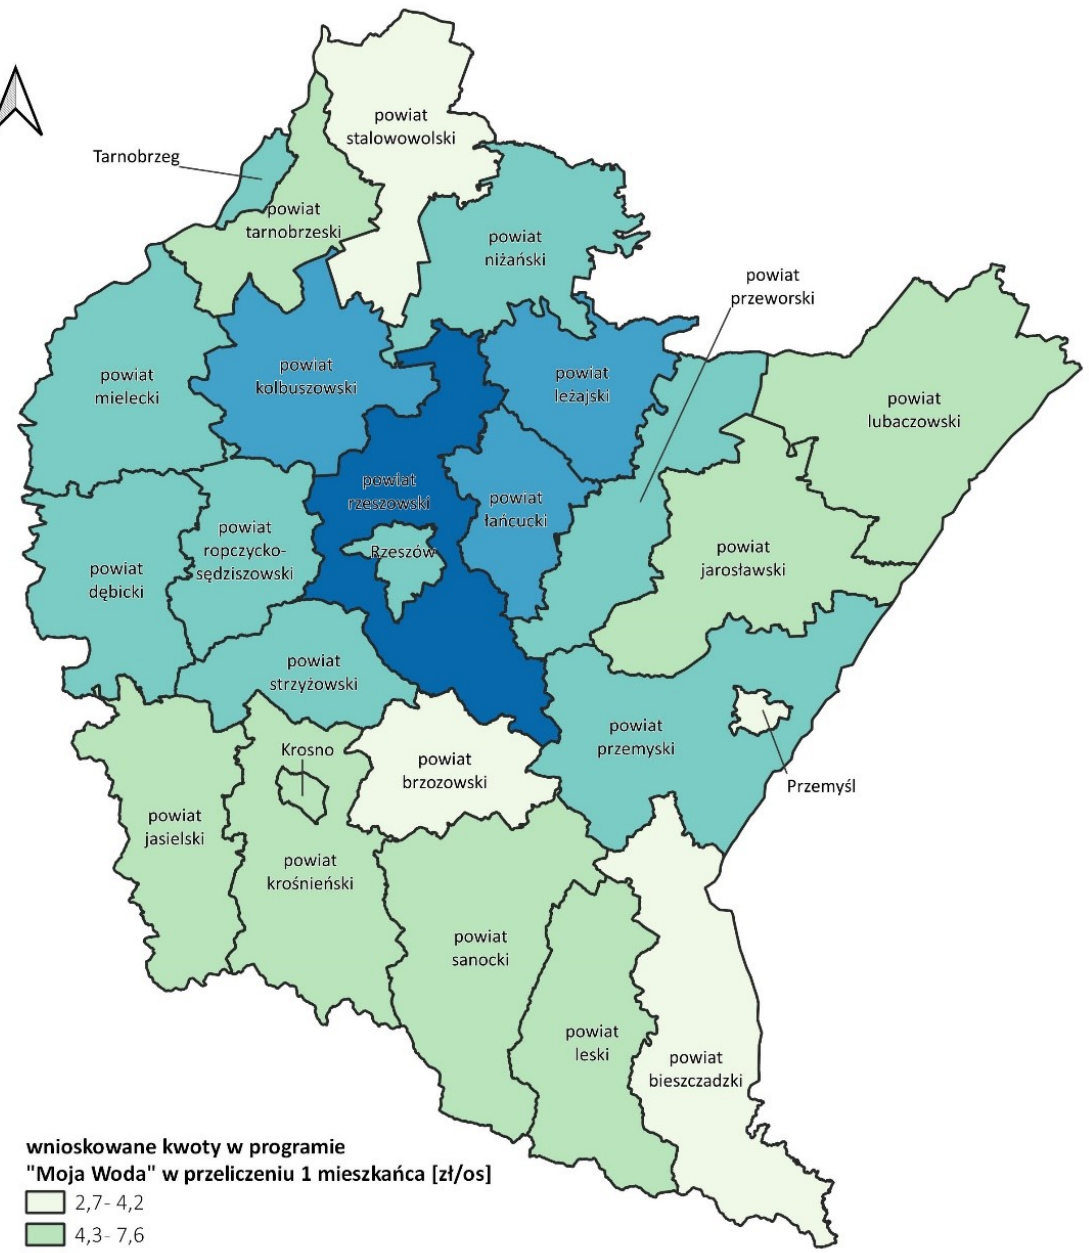 powiat
stalowowolski
Tarnobrzeg
powiat
tarnobrzeski
powiat
niżański
powiat
przeworski
powiat
mielecki
powiat
kolbuszowski
powiat
leżajski
powiat
lubaczowski
powiat
rzeszowski
powiat
łańcucki
powiat
ropczycko-
sędziszowski
Rzeszów
powiat
jarosławski
powiat
dębicki
powiat
strzyżowski
powiat
przemyski
Przemyśl
Krosno
powiat
brzozowski
powiat
jasielski
powiat
krośnieński
powiat
sanocki
powiat
leski
powiat
bieszczadzki
wnioskowane kwoty w programie
"Moja Woda" w przeliczeniu 1 mieszkańca [zł/os]
2,7- 4,2
4,3- 7,6